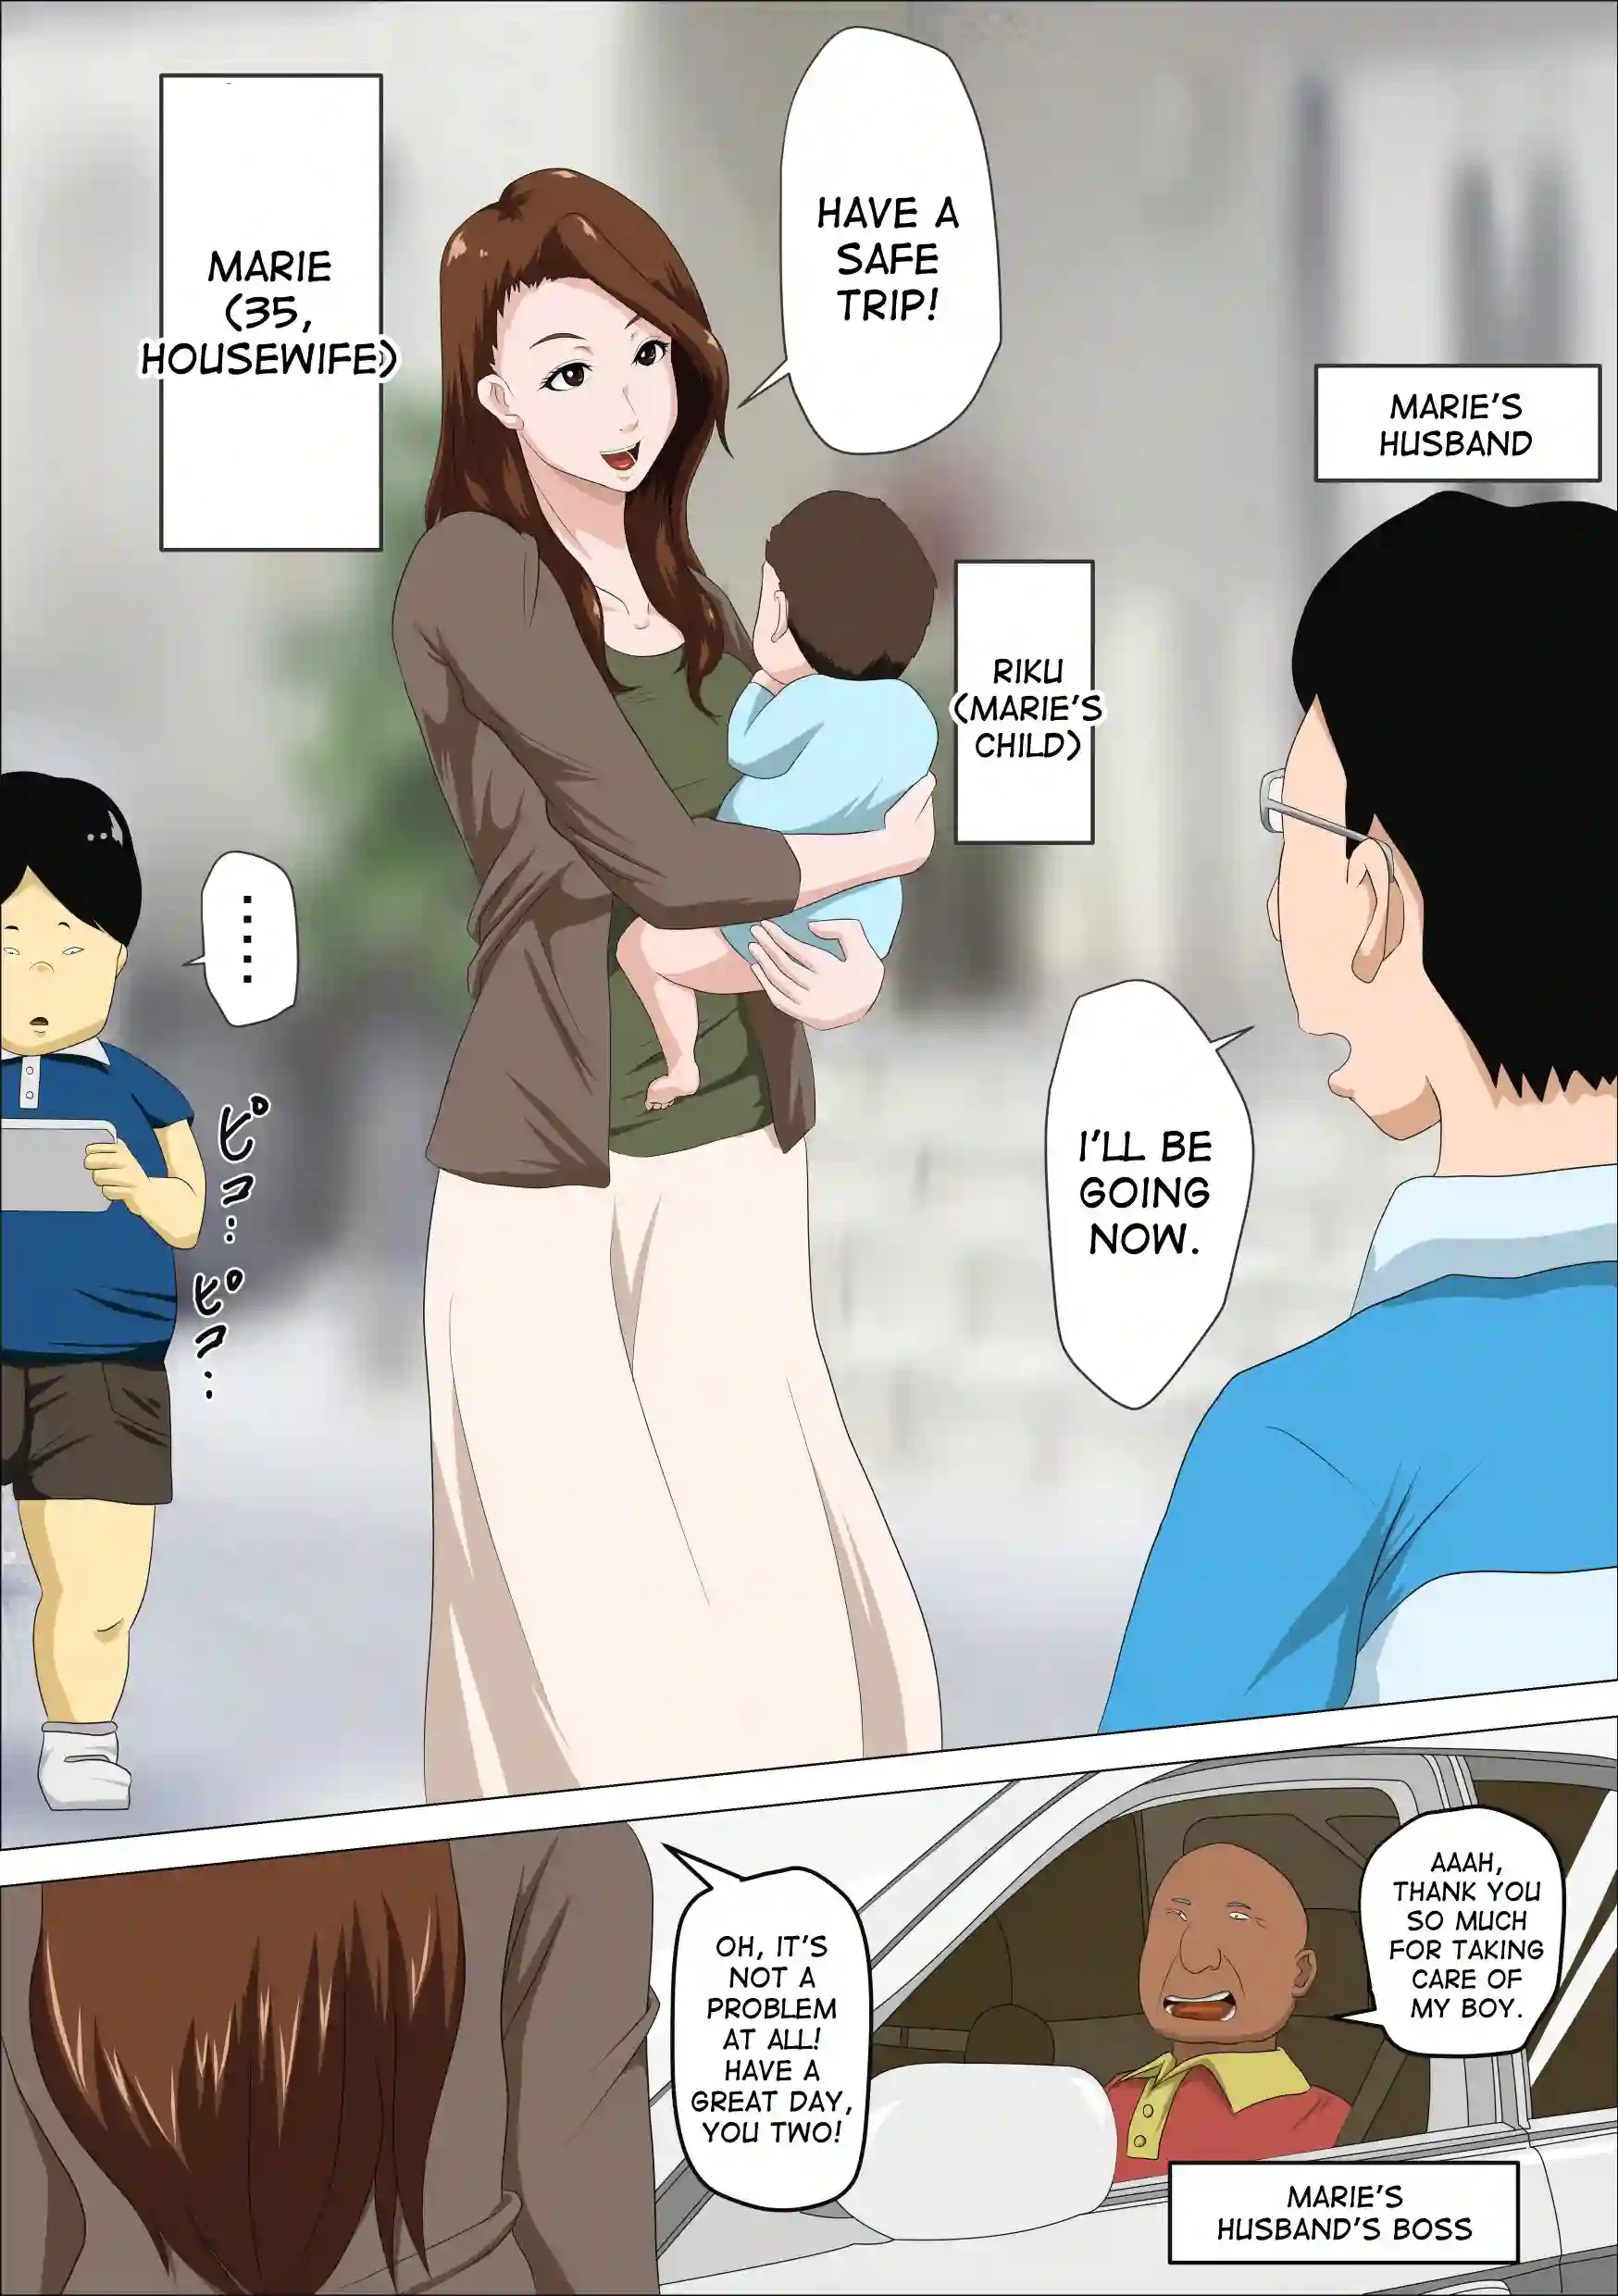 MARIE
(35,
HOUSEWIFE)
HAVE A
SAFE
TRIP!
MARIE'S
HUSBAND
RIKU
(MARIE'S
CHILD)
.....
ピコ…
ピコ…
I'LL BE
GOING
NOW.
AAAH,
THANK YOU
SO MUCH
FOR TAKING
CARE OF
MY BOY.
OH, IT'S
NOT A
PROBLEM
AT ALL!
HAVE A
GREAT DAY,
YOU TWO!
MARIE'S
HUSBAND'S BOSS